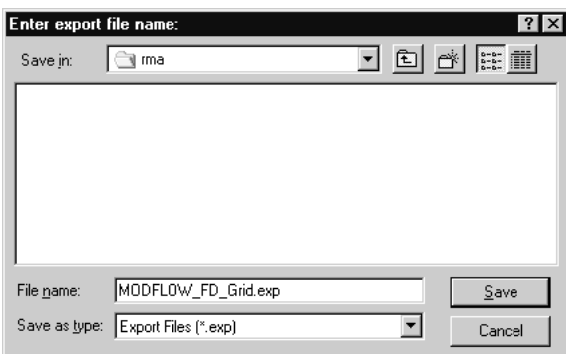 Enter export file name:
Save in: rma
File name: MODFLOW_FD_Grid.exp Save
Save as type: Export Files (*.exp) Cancel